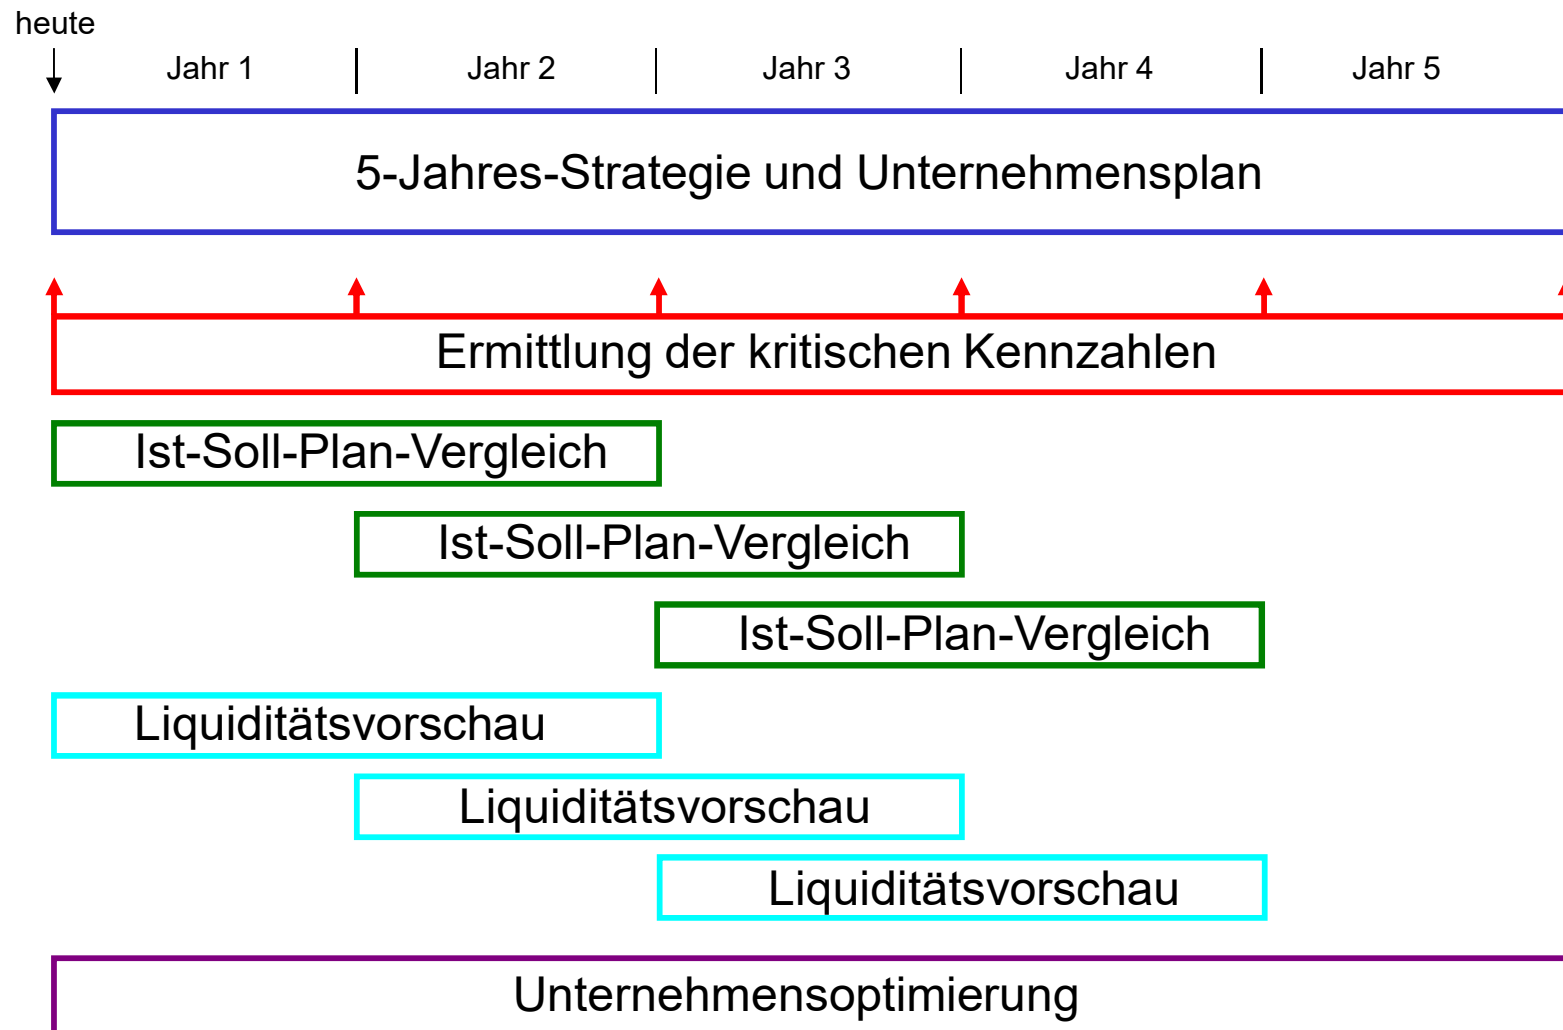 heute
Jahr 1
Jahr 2
Jahr 3
Jahr 4
Jahr 5
5-Jahres-Strategie und Unternehmensplan
Ermittlung der kritischen Kennzahlen
Ist-Soll-Plan-Vergleich
Ist-Soll-Plan-Vergleich
Ist-Soll-Plan-Vergleich
Liquiditätsvorschau
Liquiditätsvorschau
Liquiditätsvorschau
Unternehmensoptimierung